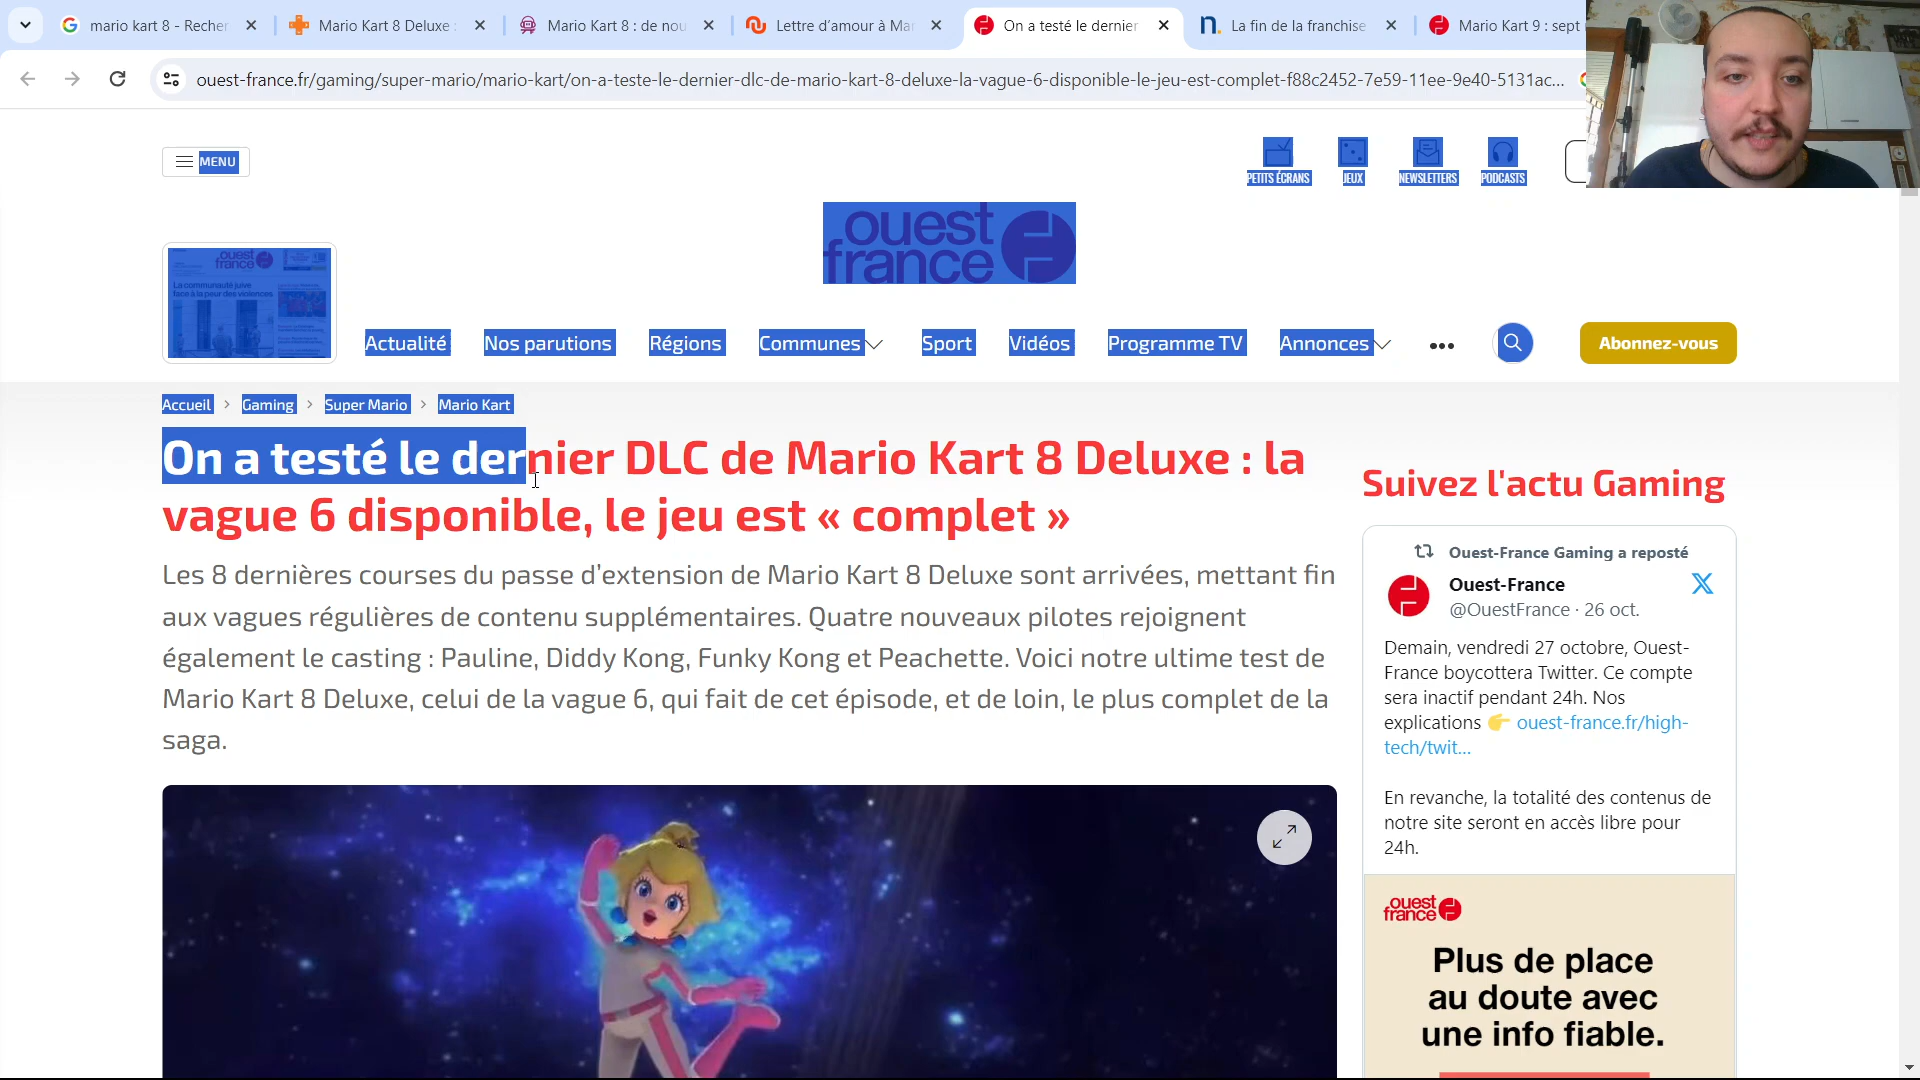 mario kart 8 - Recher
Mario Kart 8 Deluxe :
Mario Kart 8 : de nou
Lettre d'amour à Mar
On a testé le dernier
La fin de la franchise
Mario Kart 9 : sept
ouest-france.fr/gaming/super-mario/mario-kart/on-a-teste-le-dernier-dlc-de-mario-kart-8-deluxe-la-vague-6-disponible-le-jeu-est-complet-f88c2452-7e59-11ee-9e40-5131ac...
MENU
PETITS ÉCRANS
JEUX
NEWSLETTERS
PODCASTS
ouest
france
ouest
france
La communauté juive
face à la peur des violences
Actualité
Nos parutions
Régions
Communes
Sport
Vidéos
Programme TV
Annonces
Abonnez-vous
Accueil > Gaming > Super Mario > Mario Kart
On a testé le dernier DLC de Mario Kart 8 Deluxe : la
vague 6 disponible, le jeu est « complet »
Les 8 dernières courses du passe d'extension de Mario Kart 8 Deluxe sont arrivées, mettant fin
aux vagues régulières de contenu supplémentaires. Quatre nouveaux pilotes rejoignent
également le casting : Pauline, Diddy Kong, Funky Kong et Peachette. Voici notre ultime test de
Mario Kart 8 Deluxe, celui de la vague 6, qui fait de cet épisode, et de loin, le plus complet de la
saga.
Suivez l'actu Gaming
Ouest-France Gaming a reposté
Ouest-France
@OuestFrance · 26 oct.
Demain, vendredi 27 octobre, Ouest-
France boycottera Twitter. Ce compte
sera inactif pendant 24h. Nos
explications 👉 ouest-france.fr/high-
tech/twit...
En revanche, la totalité des contenus de
notre site seront en accès libre pour
24h.
ouest
france
Plus de place
au doute avec
une info fiable.